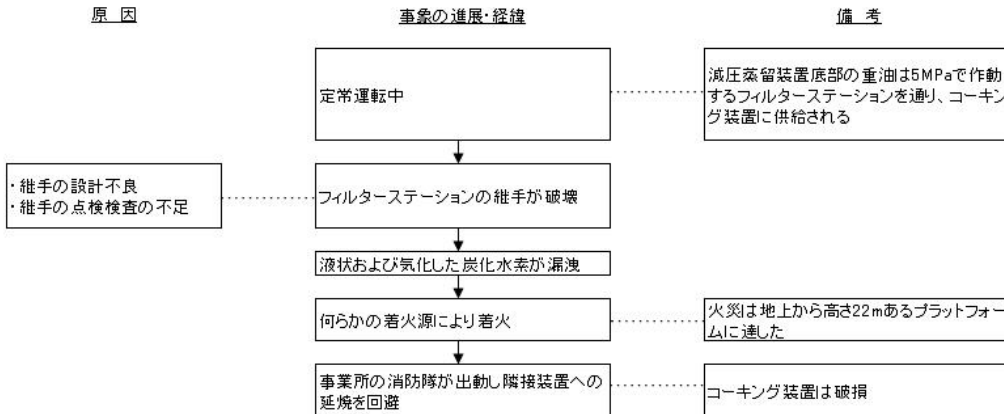 原 因
事象の進展・経緯
備 考
定常運転中
減圧蒸留装置底部の重油は5MPaで作動
するフィルターステーションを通り、コーキン
グ装置に供給される
・継手の設計不良
・継手の点検検査の不足
フィルターステーションの継手が破壊
液状および気化した炭化水素が漏洩
何らかの着火源により着火
火災は地上から高さ22mあるプラットフォー
ムに達した
事業所の消防隊が出動し隣接装置への
延焼を回避
コーキング装置は破損